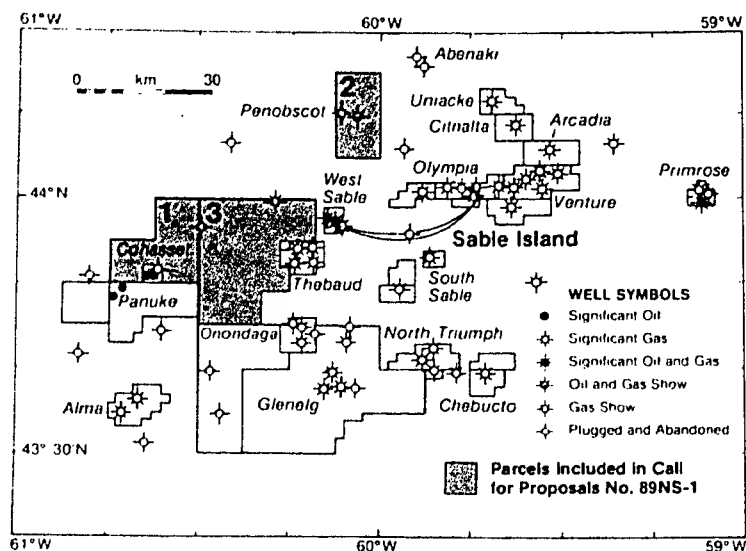 61°W
60°W
59°W
0 km 30
Abenaki
2
Penobscot
Uniacke
Citnalta
Arcadia
Olympia
Primrose
44°N
West
Sable
Venture
1
3
Sable Island
Cohasset
Thebaud
South
Sable
Panuke
WELL SYMBOLS
Significant Oil
Significant Gas
Significant Oil and Gas
Oil and Gas Show
Gas Show
Plugged and Abandoned
Onondaga
North Triumph
Alma
Glenelg
Chebucto
43° 30'N
Parcels Included in Call
for Proposals No. 89NS-1
61°W
60°W
59°W